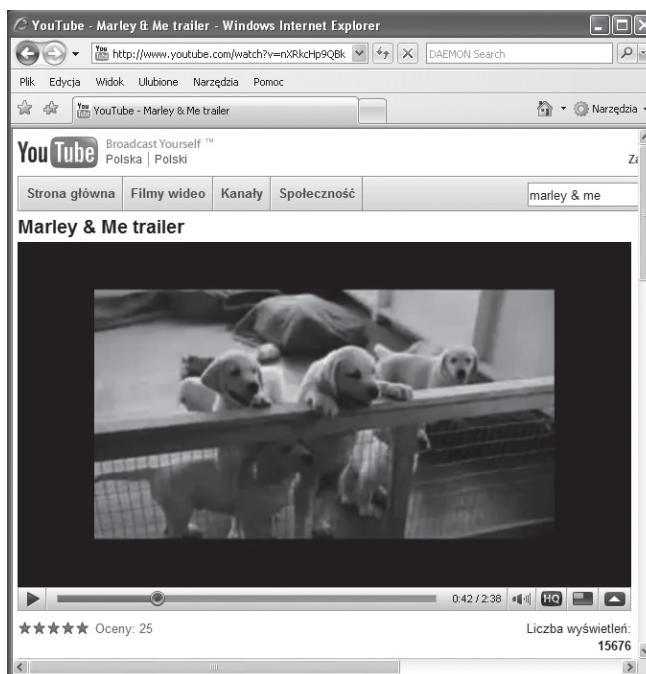 YouTube - Marley & Me trailer - Windows Internet Explorer
http://www.youtube.com/watch?v=nXRkcHp9QBk
DAEMON Search
Plik Edycja Widok Ulubione Narzędzia Pomoc
YouTube - Marley & Me trailer
Narzędzia
You Tube
Broadcast Yourself ™
Polska | Polski
Strona główna Filmy wideo Kanały Społeczność
marley & me
Marley & Me trailer
0:42 / 2:38 HQ
Oceny: 25
Liczba wyświetleń:
15676